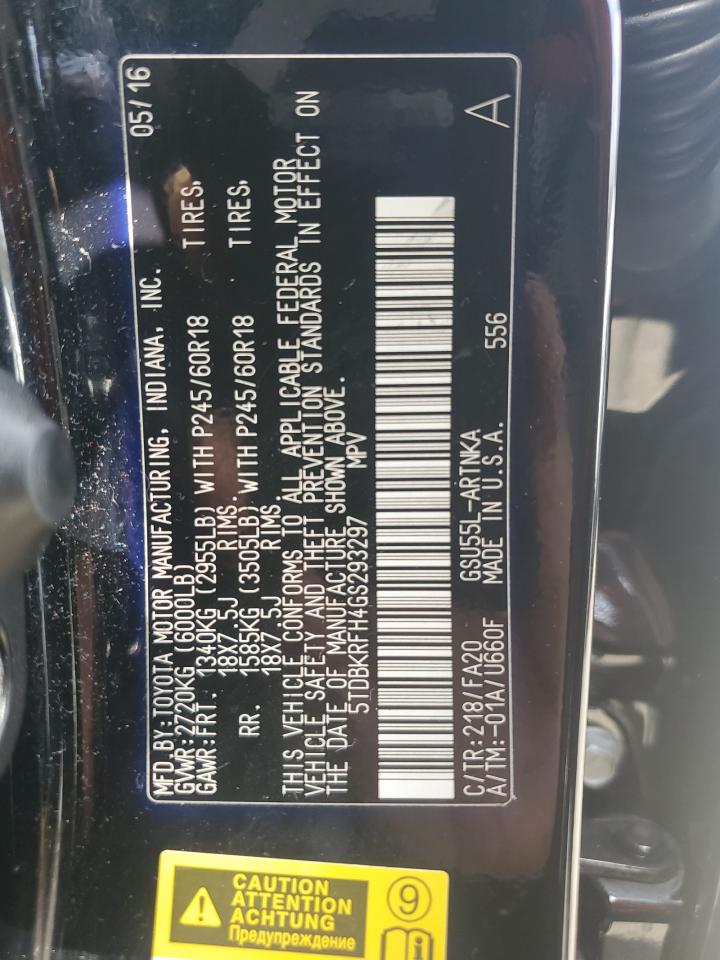 MFD. BY:TOYOTA MOTOR MANUFACTURING, INDIANA, INC. 05/16
GVWR:2720KG (6000LB)
GAWR:FRT. 1340KG (2955LB) WITH P245/60R18 TIRES,
18X7.5J RIMS.
RR. 1585KG (3505LB) WITH P245/60R18 TIRES,
18X7.5J RIMS.
THIS VEHICLE CONFORMS TO ALL APPLICABLE FEDERAL MOTOR
VEHICLE SAFETY AND THEFT PREVENTION STANDARDS IN EFFECT ON
THE DATE OF MANUFACTURE SHOWN ABOVE.
5TDBKRFH4GS293297 MPV
C/TR:218/FA20 GSU55L-ARTNKA
A/TM:-01A/U660F MADE IN U.S.A. 556 A
CAUTION
ATTENTION
ACHTUNG
Предупреждение
9